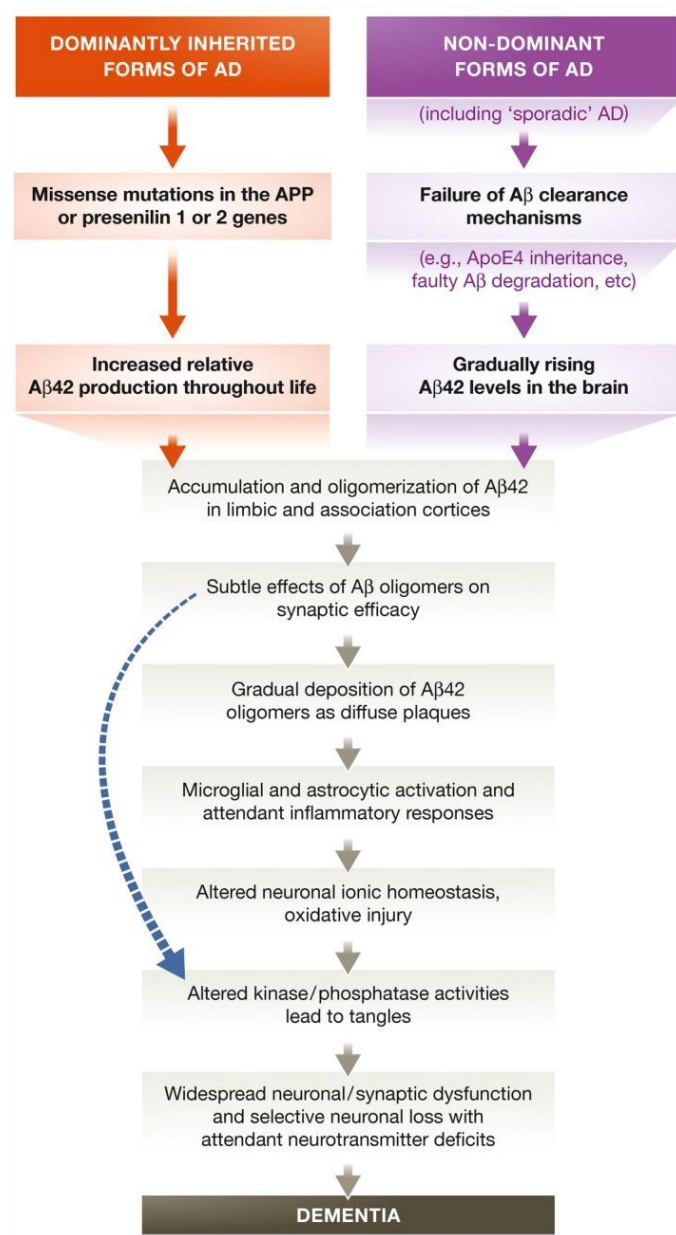 DOMINANTLY INHERITED
FORMS OF AD
NON-DOMINANT
FORMS OF AD
(including ‘sporadic’ AD)
Missense mutations in the APP
or presenilin 1 or 2 genes
Failure of Aβ clearance
mechanisms
(e.g., ApoE4 inheritance,
faulty Aβ degradation, etc)
Increased relative
Aβ42 production throughout life
Gradually rising
Aβ42 levels in the brain
Accumulation and oligomerization of Aβ42
in limbic and association cortices
Subtle effects of Aβ oligomers on
synaptic efficacy
Gradual deposition of Aβ42
oligomers as diffuse plaques
Microglial and astrocytic activation and
attendant inflammatory responses
Altered neuronal ionic homeostasis,
oxidative injury
Altered kinase/phosphatase activities
lead to tangles
Widespread neuronal/synaptic dysfunction
and selective neuronal loss with
attendant neurotransmitter deficits
DEMENTIA